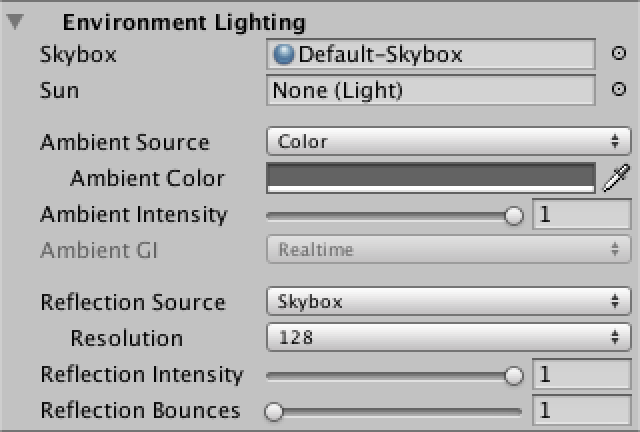 Environment Lighting
Skybox Default-Skybox
Sun None (Light)
Ambient Source Color
Ambient Color
Ambient Intensity 1
Ambient GI Realtime
Reflection Source Skybox
Resolution 128
Reflection Intensity 1
Reflection Bounces 1